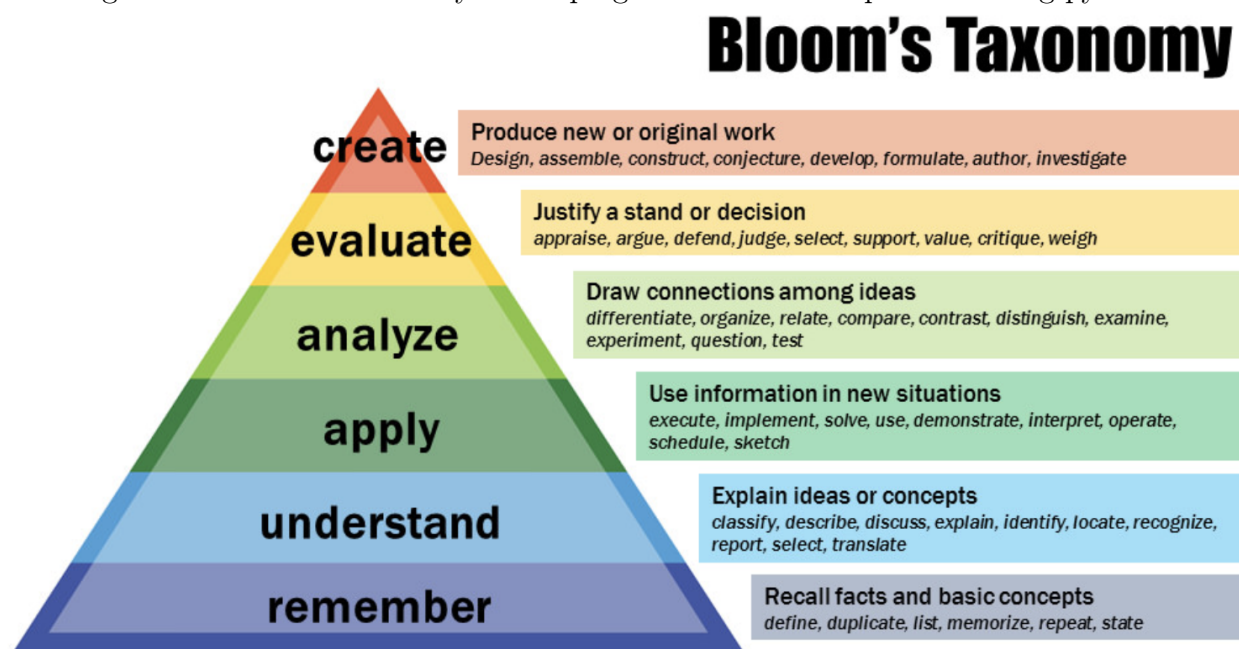 Bloom's Taxonomy
create
Produce new or original work
Design, assemble, construct, conjecture, develop, formulate, author, investigate
evaluate
Justify a stand or decision
appraise, argue, defend, judge, select, support, value, critique, weigh
analyze
Draw connections among ideas
differentiate, organize, relate, compare, contrast, distinguish, examine,
experiment, question, test
apply
Use information in new situations
execute, implement, solve, use, demonstrate, interpret, operate,
schedule, sketch
understand
Explain ideas or concepts
classify, describe, discuss, explain, identify, locate, recognize,
report, select, translate
remember
Recall facts and basic concepts
define, duplicate, list, memorize, repeat, state